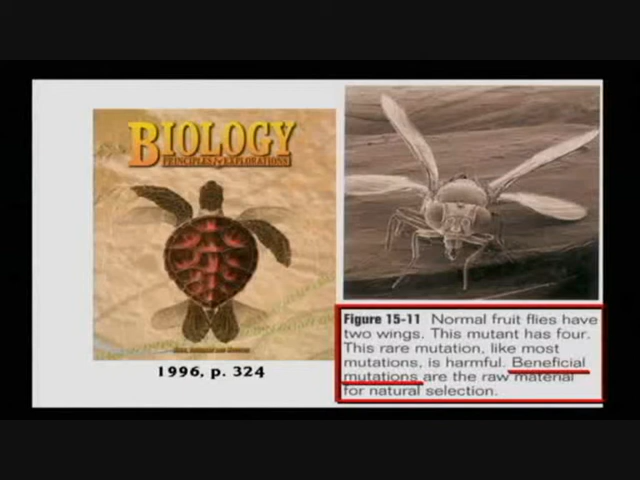 BIOLOGY
PRINCIPLES & EXPLORATIONS
1996, p. 324
Figure 15-11 Normal fruit flies have
two wings. This mutant has four.
This rare mutation, like most
mutations, is harmful. Beneficial
mutations are the raw material
for natural selection.